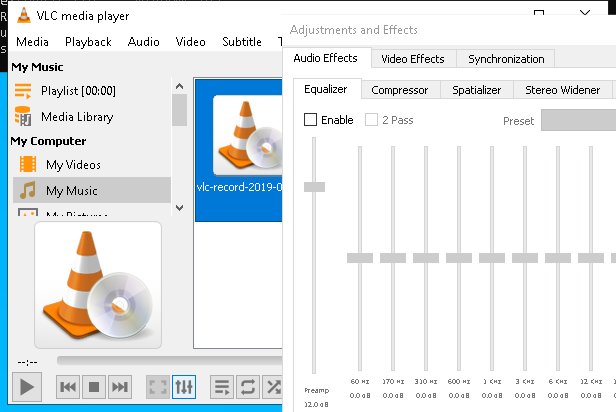 VLC media player
Media Playback Audio Video Subtitle
My Music
Playlist [00:00]
Media Library
My Computer
My Videos
My Music
vlc-record-2019-0
--:--
Adjustments and Effects
Audio Effects Video Effects Synchronization
Equalizer Compressor Spatializer Stereo Widener
Enable 2 Pass Preset
60 Hz 170 Hz 310 Hz 600 Hz 1 KHz 3 KHz 6 KHz 12 KH
Preamp 0.0 dB 0.0 dB 0.0 dB 0.0 dB 0.0 dB 0.0 dB 0.0 dB 0.0 dB
12.0 dB